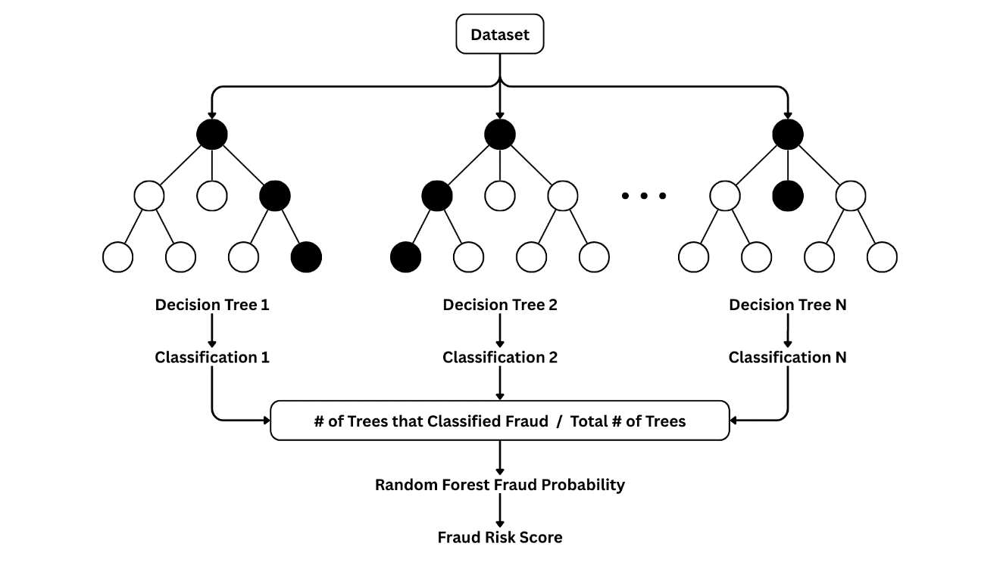 Dataset
Decision Tree 1
Decision Tree 2
Decision Tree N
Classification 1
Classification 2
Classification N
# of Trees that Classified Fraud / Total # of Trees
Random Forest Fraud Probability
Fraud Risk Score